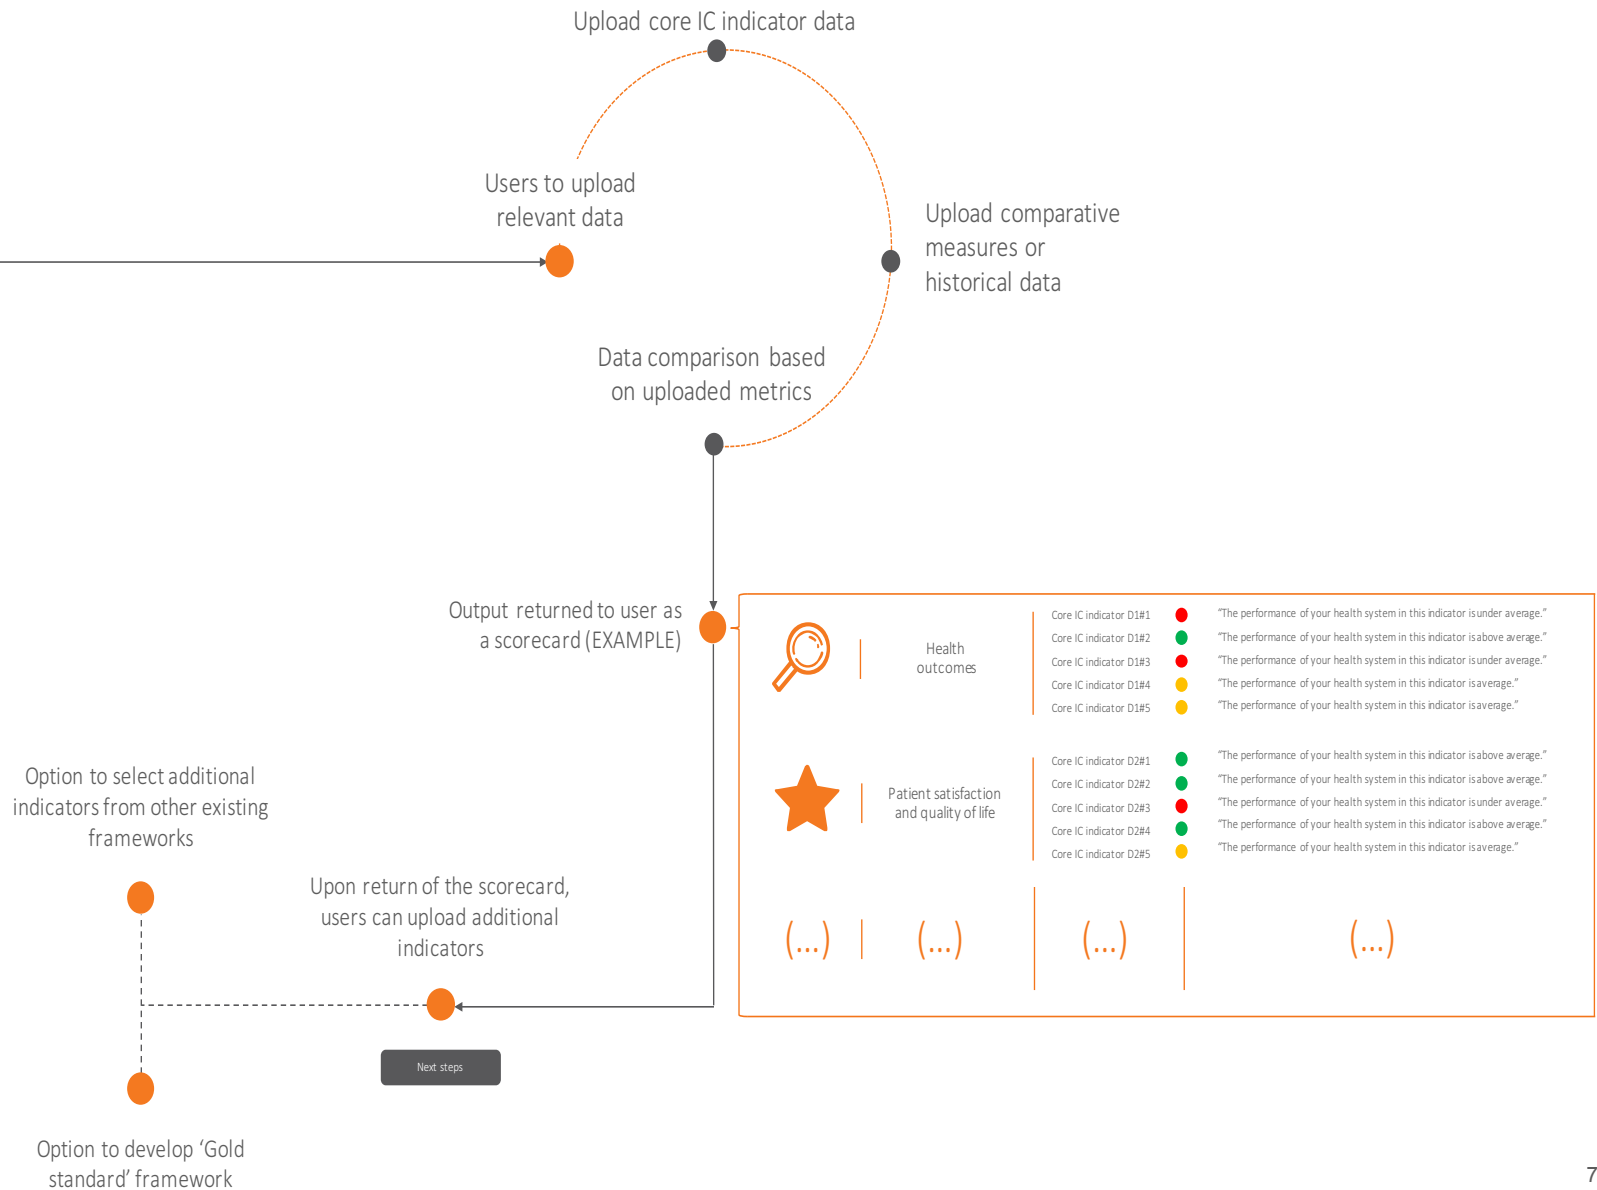 Upload core IC indicator data
Users to upload
relevant data
Upload comparative
measures or
historical data
Data comparison based
on uploaded metrics
Output returned to user as
a scorecard (EXAMPLE)
Health
outcomes
Core IC indicator D1#1 “The performance of your health system in this indicator is under average.”
Core IC indicator D1#2 “The performance of your health system in this indicator is above average.”
Core IC indicator D1#3 “The performance of your health system in this indicator is under average.”
Core IC indicator D1#4 “The performance of your health system in this indicator is average.”
Core IC indicator D1#5 “The performance of your health system in this indicator is average.”
Patient satisfaction
and quality of life
Core IC indicator D2#1 “The performance of your health system in this indicator is above average.”
Core IC indicator D2#2 “The performance of your health system in this indicator is above average.”
Core IC indicator D2#3 “The performance of your health system in this indicator is under average.”
Core IC indicator D2#4 “The performance of your health system in this indicator is above average.”
Core IC indicator D2#5 “The performance of your health system in this indicator is average.”
(...) (...) (...) (...)
Option to select additional
indicators from other existing
frameworks
Upon return of the scorecard,
users can upload additional
indicators
Next steps
Option to develop ‘Gold
standard’ framework
7